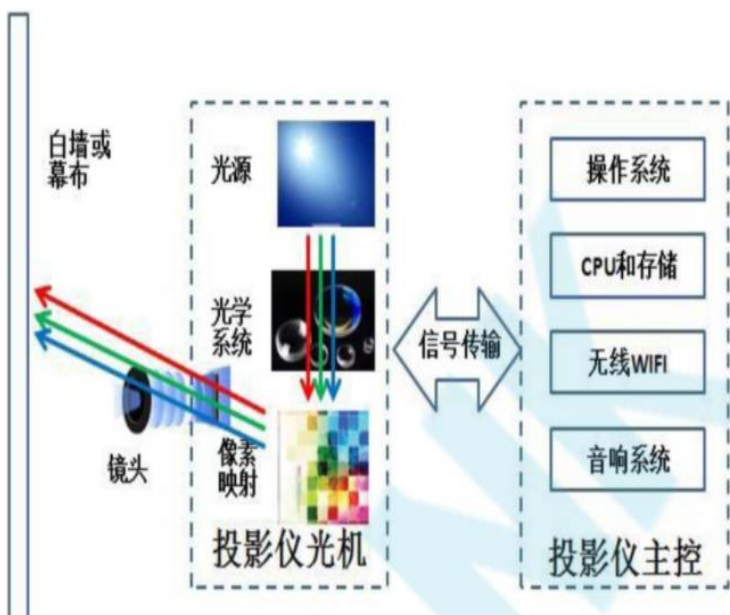 白墙或
幕布
光源
光学
系统
镜头
像素
映射
投影仪光机
信号传输
操作系统
CPU和存储
无线WIFI
音响系统
投影仪主控